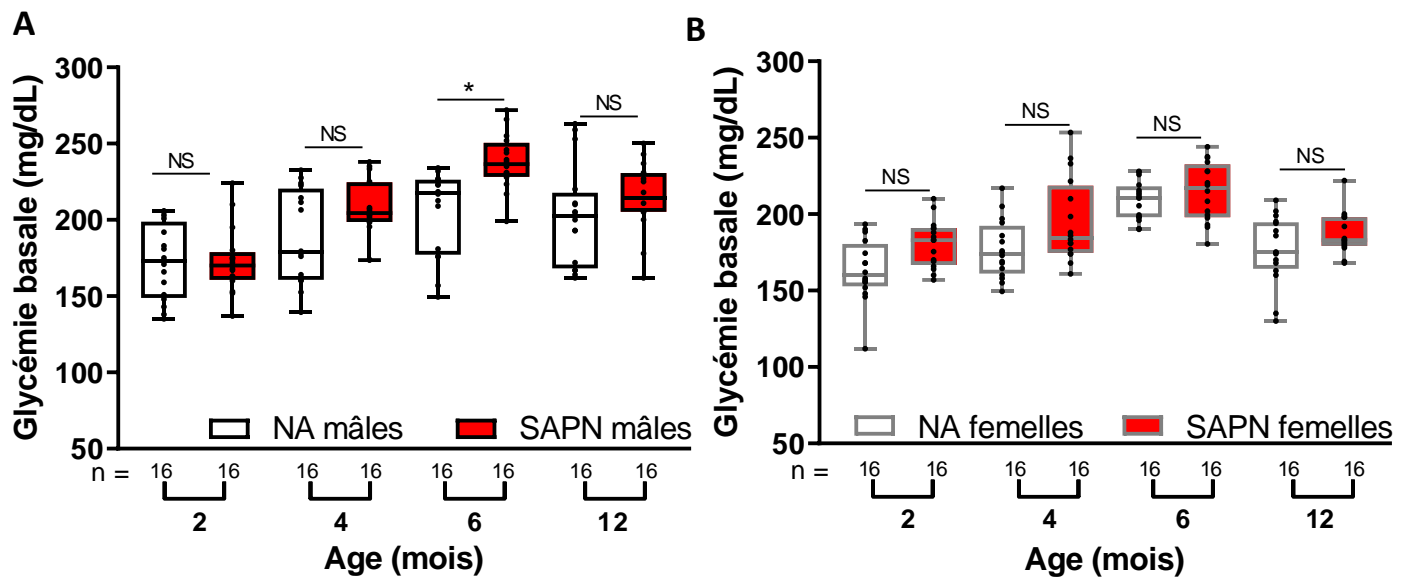 A
Glycémie basale (mg/dL)
300
250
200
150
100
50
NS
NS
*
NS
NA mâles
SAPN mâles
n = 16 16 16 16 16 16 16 16
2 4 6 12
Age (mois)
B
Glycémie basale (mg/dL)
300
250
200
150
100
50
NS
NS
NS
NS
NA femelles
SAPN femelles
n = 16 16 16 16 16 16 16 16
2 4 6 12
Age (mois)